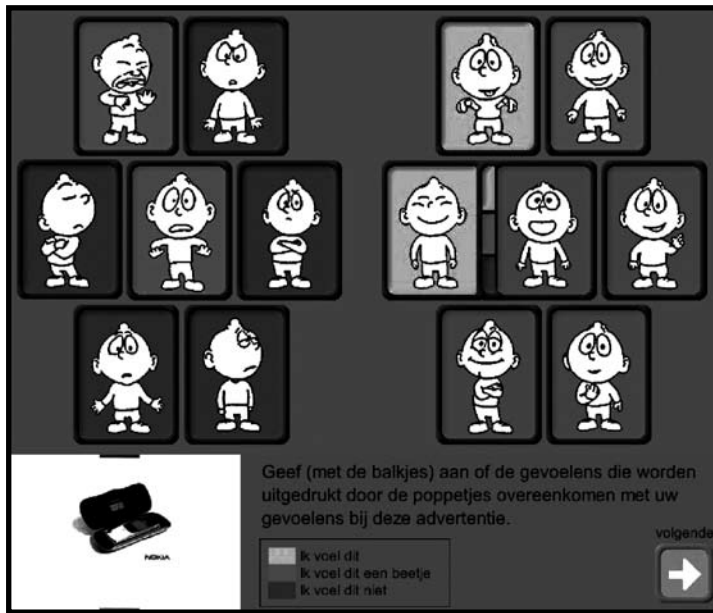 Geef (met de balkjes) aan of de gevoelens die worden
uitgedrukt door de poppetjes overeenkomen met uw
gevoelens bij deze advertentie.
volgende
NOKIA
Ik voel dit
Ik voel dit een beetje
Ik voel dit niet